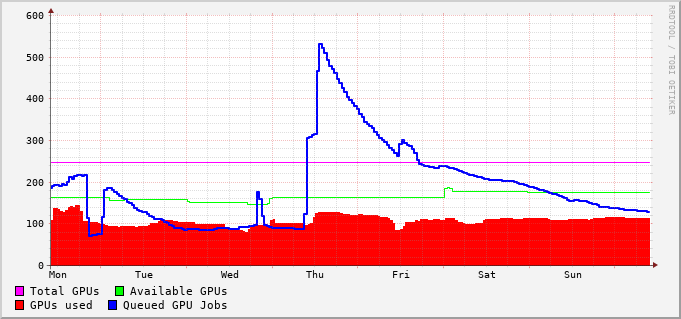 600
500
400
300
200
100
0
Mon Tue Wed Thu Fri Sat Sun
Total GPUs Available GPUs
GPUs used Queued GPU Jobs
RRDTOOL / TOBI OETIKER